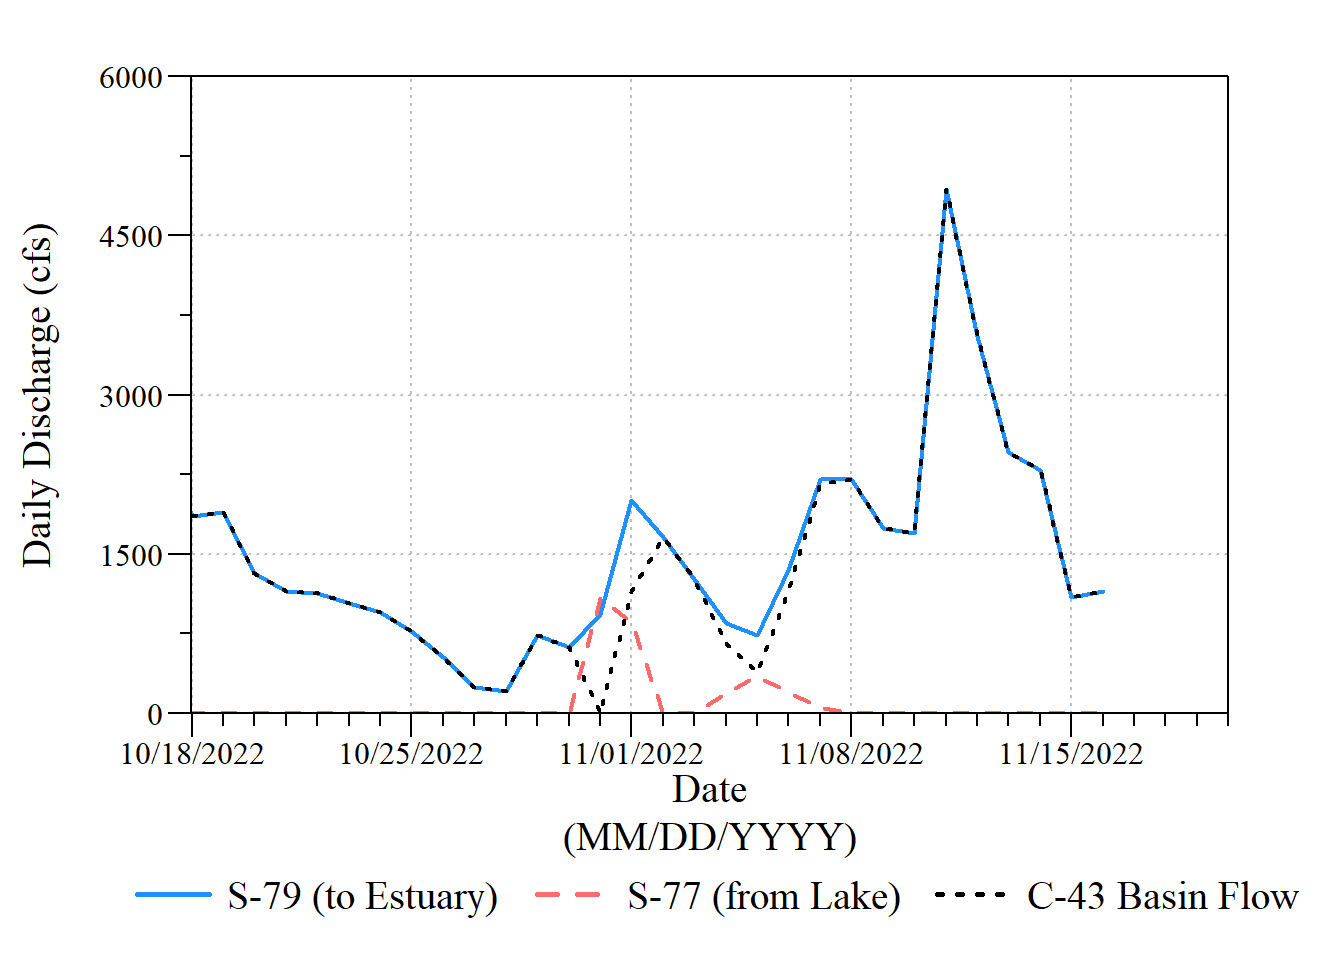 6000
4500
3000
1500
0
Daily Discharge (cfs)
10/18/2022 10/25/2022 11/01/2022 11/08/2022 11/15/2022
Date
(MM/DD/YYYY)
S-79 (to Estuary) S-77 (from Lake) C-43 Basin Flow